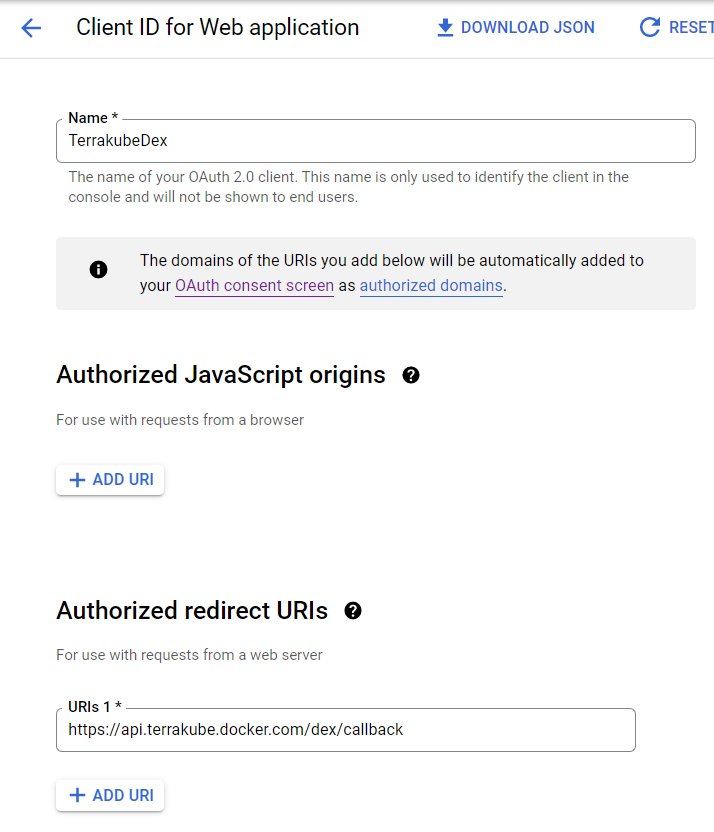 Client ID for Web application
DOWNLOAD JSON
RESET
Name *
TerrakubeDex
The name of your OAuth 2.0 client. This name is only used to identify the client in the
console and will not be shown to end users.
The domains of the URIs you add below will be automatically added to
your OAuth consent screen as authorized domains.
Authorized JavaScript origins
For use with requests from a browser
ADD URI
Authorized redirect URIs
For use with requests from a web server
URIs 1 *
https://api.terrakube.docker.com/dex/callback
ADD URI